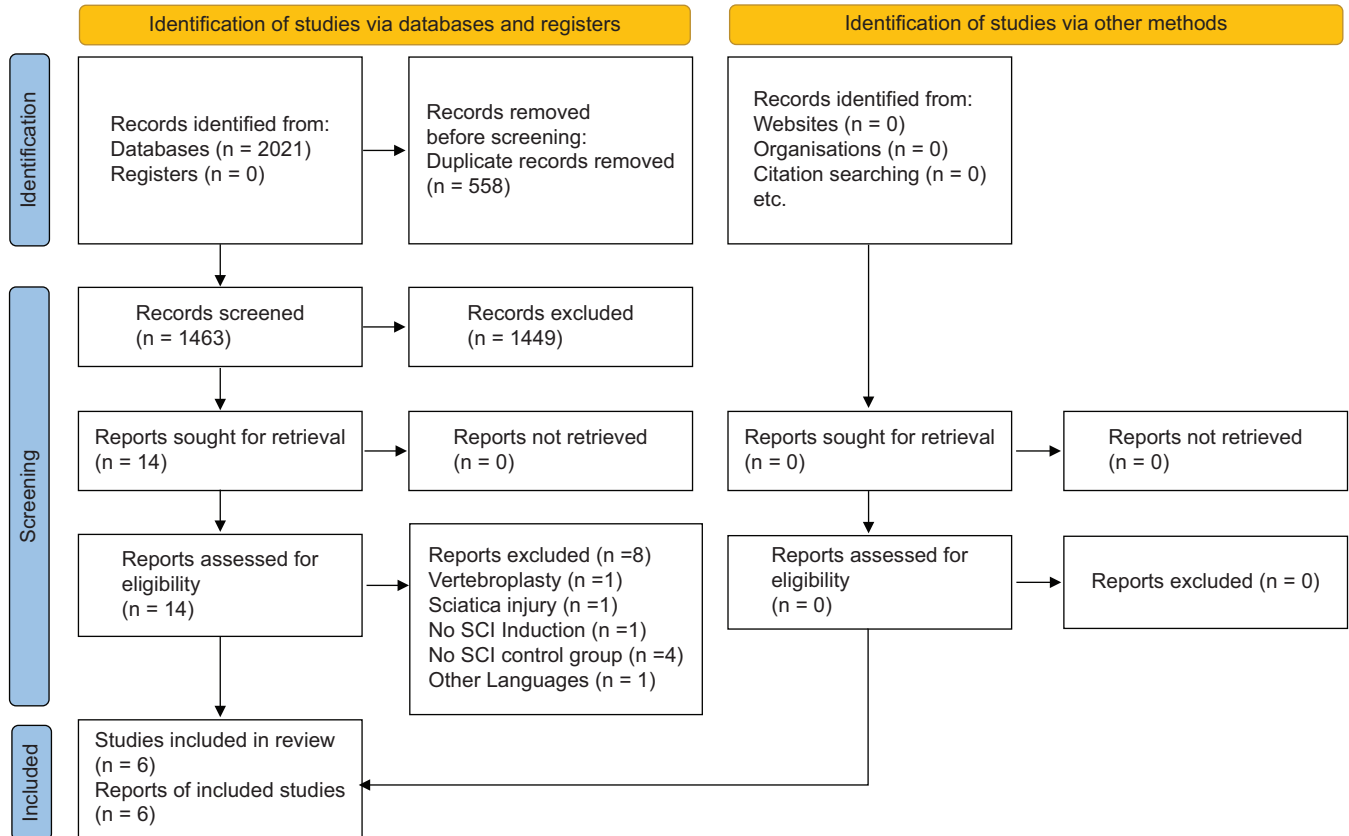 Identification of studies via databases and registers
Identification of studies via other methods
Identification
Records identified from:
Databases (n = 2021)
Registers (n = 0)
Records removed
before screening:
Duplicate records removed
(n = 558)
Records identified from:
Websites (n = 0)
Organisations (n = 0)
Citation searching (n = 0)
etc.
Screening
Records screened
(n = 1463)
Records excluded
(n = 1449)
Reports sought for retrieval
(n = 14)
Reports not retrieved
(n = 0)
Reports sought for retrieval
(n = 0)
Reports not retrieved
(n = 0)
Reports assessed for
eligibility
(n = 14)
Reports excluded (n =8)
Vertebroplasty (n =1)
Sciatica injury (n =1)
No SCI Induction (n =1)
No SCI control group (n =4)
Other Languages (n = 1)
Reports assessed for
eligibility
(n = 0)
Reports excluded (n = 0)
Included
Studies included in review
(n = 6)
Reports of included studies
(n = 6)